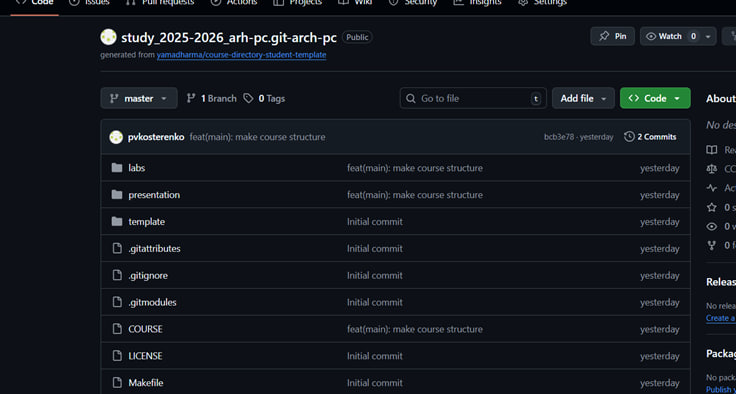 Code Issues Pull requests Actions Projects Wiki Security Insights Settings
study_2025-2026_arh-pc.git-arch-pc Public
Pin Watch 0
generated from yamadharma/course-directory-student-template
master 1 Branch 0 Tags Go to file t Add file Code
About
No des
pvkosterenko feat(main): make course structure bcb3e78 · yesterday 2 Commits
Rea
labs feat(main): make course structure yesterday
CC
presentation feat(main): make course structure yesterday
Act
0 s
template Initial commit yesterday
0 w
.gitattributes Initial commit yesterday
0 f
.gitignore Initial commit yesterday
Releas
.gitmodules Initial commit yesterday
No relea
Create a
COURSE feat(main): make course structure yesterday
LICENSE Initial commit yesterday
Packag
No pack
Makefile Initial commit yesterday
Publish y